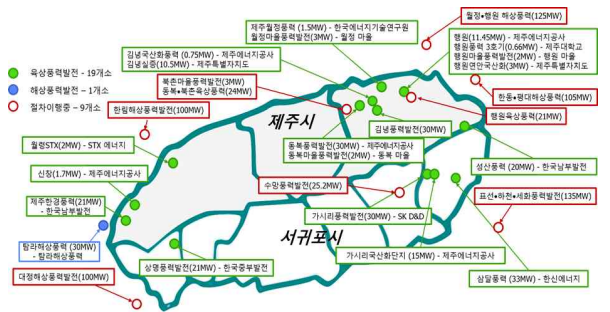 육상풍력발전 - 19개소
해상풍력발전 - 1개소
절차이행중 - 9개소
제주월정풍력 (1.5MW) - 한국에너지기술연구원
월정마을풍력발전(3MW) - 월정 마을
월정•행원 해상풍력(125MW)
김녕국산화풍력 (0.75MW) - 제주에너지공사
김녕실증(10.5MW) - 제주특별자치도
행원(11.45MW) - 제주에너지공사
행원풍력 3호기(0.66MW) - 제주대학교
행원마을풍력발전(2MW) - 행원 마을
행원연안국산화(3MW) - 제주특별자치도
북촌마을풍력발전(3MW)
동복•북촌육상풍력(24MW)
한동•평대해상풍력(105MW)
한림해상풍력발전(100MW)
행원육상풍력(21MW)
제주시
김녕풍력발전(30MW)
월령STX(2MW) - STX 에너지
동복풍력발전(30MW) - 제주에너지공사
동복마을풍력발전(2MW) - 동복 마을
성산풍력 (20MW) - 한국남부발전
신창(1.7MW) - 제주에너지공사
수망풍력발전(25.2MW)
제주한경풍력(21MW)
- 한국남부발전
표선•하천•세화풍력발전(135MW)
가시리풍력발전(30MW) - SK D&D
서귀포시
탐라해상풍력 (30MW)
- 탐라해상풍력
가시리국산화단지 (15MW) - 제주에너지공사
상명풍력발전(21MW) - 한국중부발전
대정해상풍력발전(100MW)
삼달풍력 (33MW) - 한신에너지